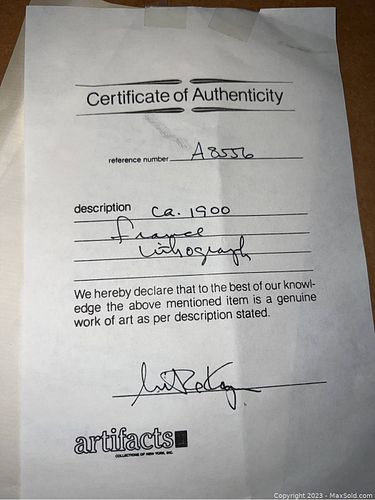 Certificate of Authenticity
reference number A8556
description ca. 1900
France
Lithograph
We hereby declare that to the best of our knowl-
edge the above mentioned item is a genuine
work of art as per description stated.
artifacts
COLLECTIONS OF NEW YORK, INC.
Copyright 2023 - MaxSold.com